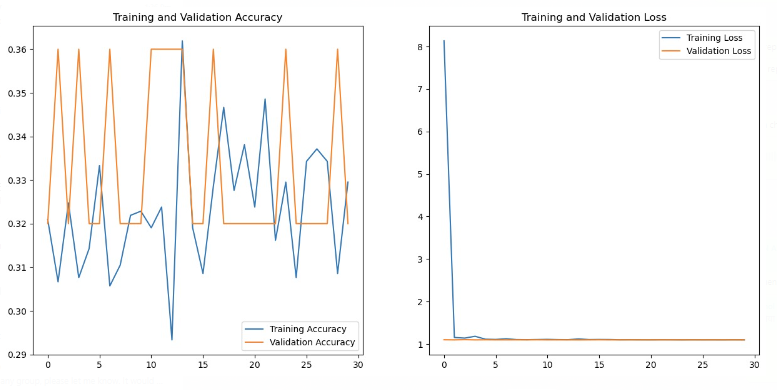 Training and Validation Accuracy
0.36
0.35
0.34
0.33
0.32
0.31
0.30
0.29
0 5 10 15 20 25 30
Training Accuracy
Validation Accuracy
Training and Validation Loss
8
7
6
5
4
3
2
1
0 5 10 15 20 25 30
Training Loss
Validation Loss